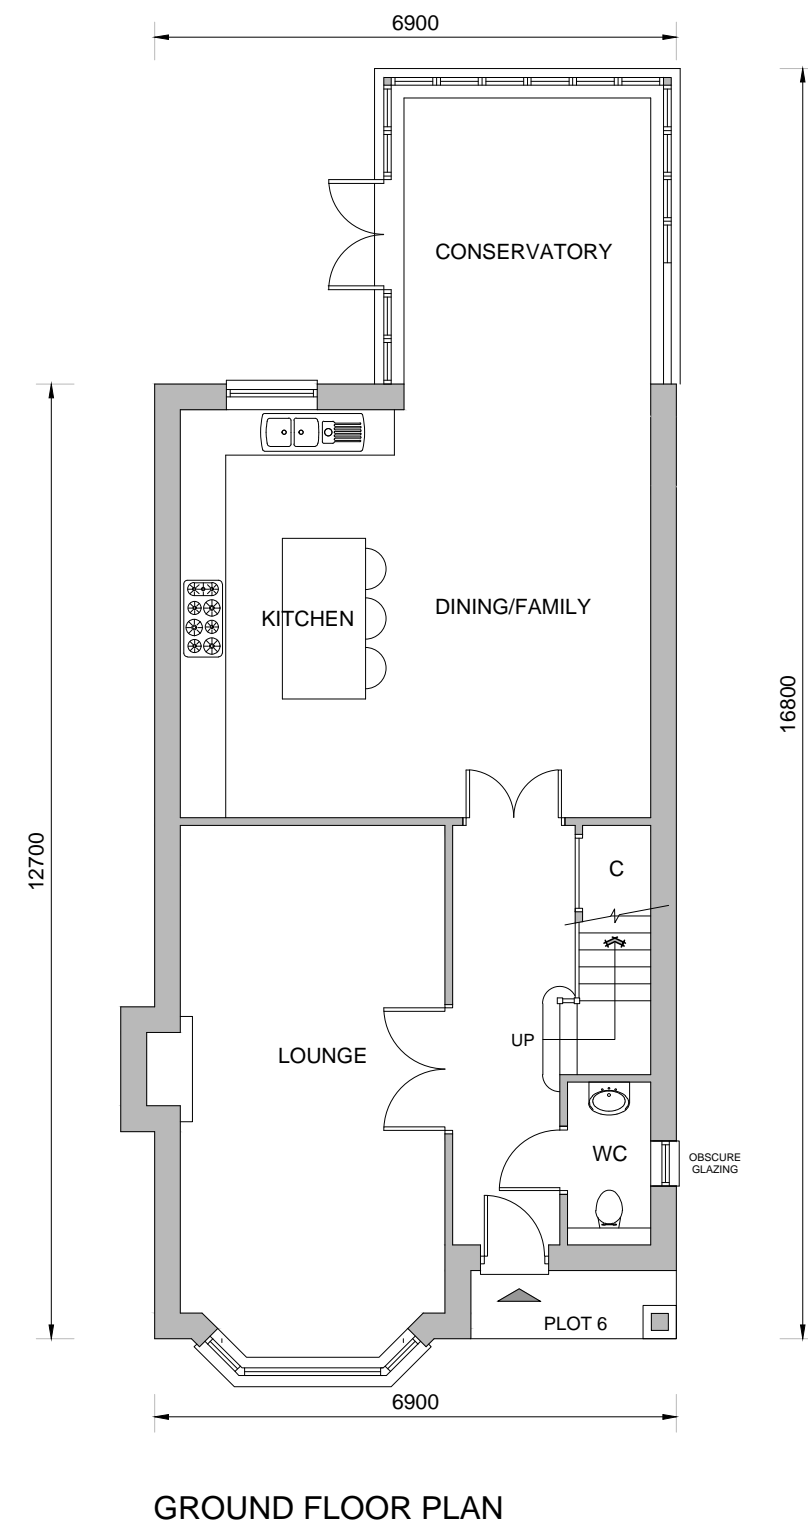 6900
CONSERVATORY
KITCHEN
DINING/FAMILY
16800
12700
C
LOUNGE
UP
WC
OBSCURE
GLAZING
PLOT 6
6900
GROUND FLOOR PLAN